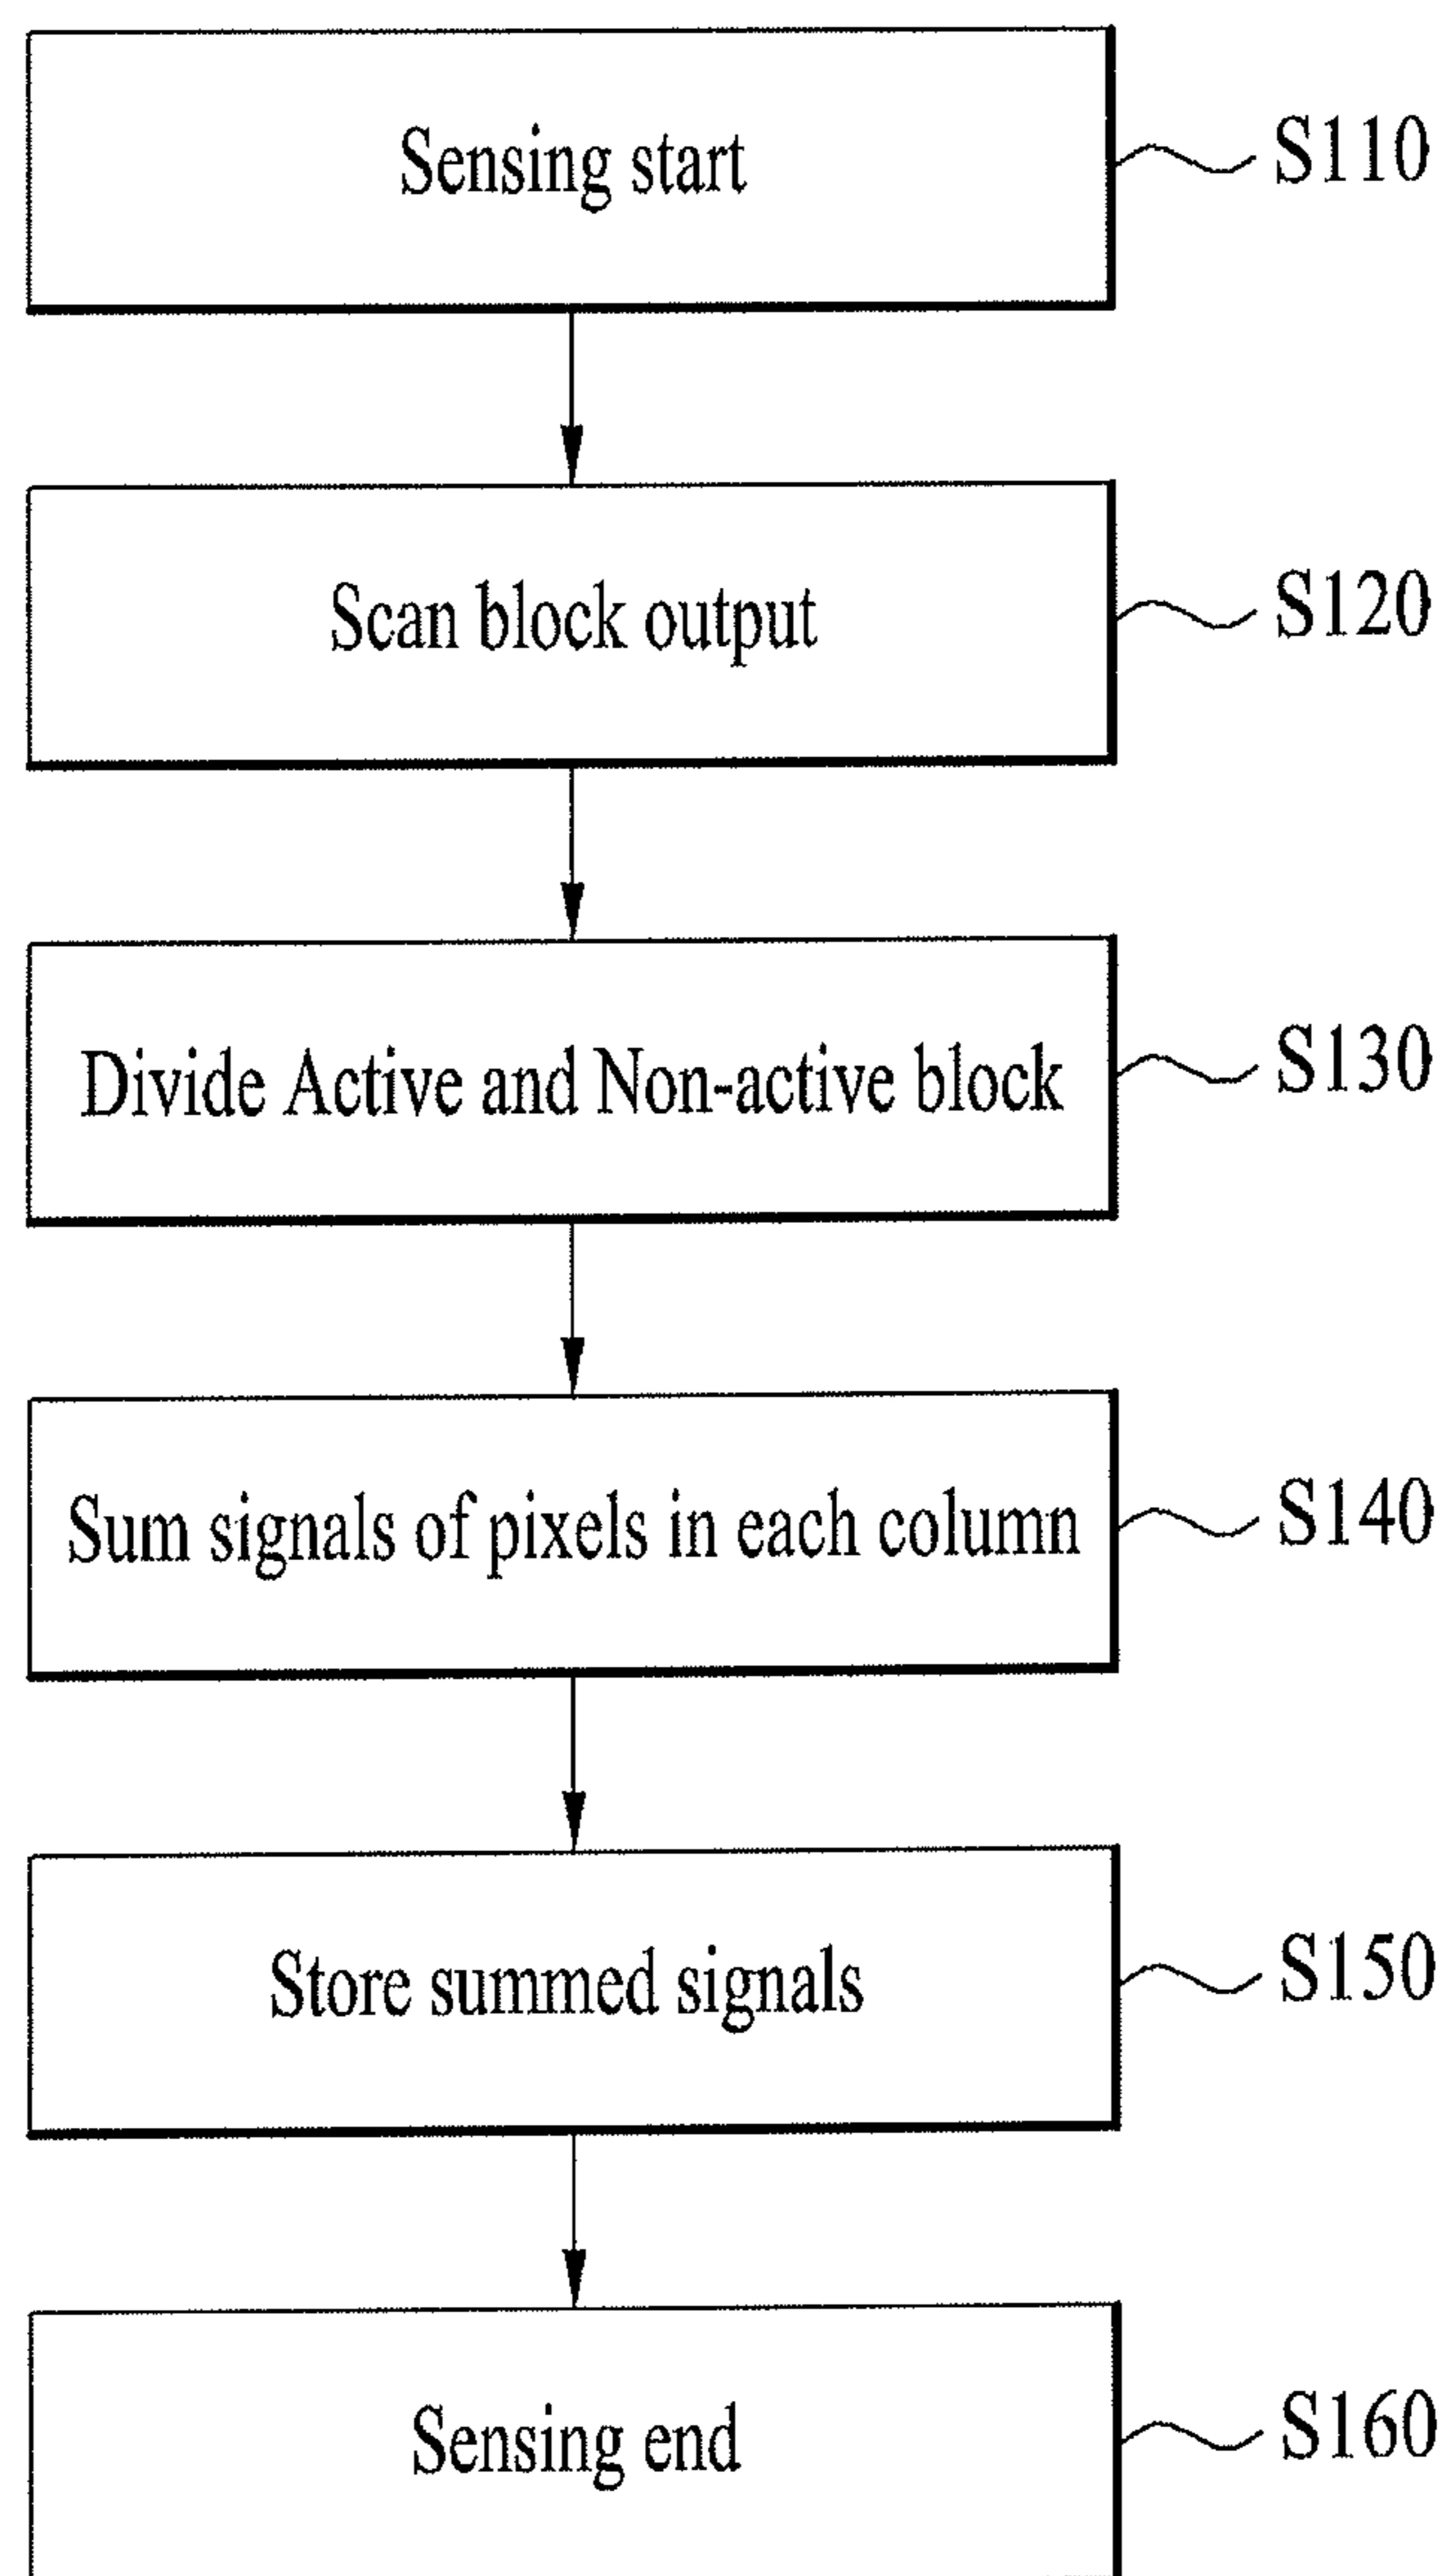 Sensing start
S110
Scan block output
S120
Divide Active and Non-active block
S130
Sum signals of pixels in each column
S140
Store summed signals
S150
Sensing end
S160